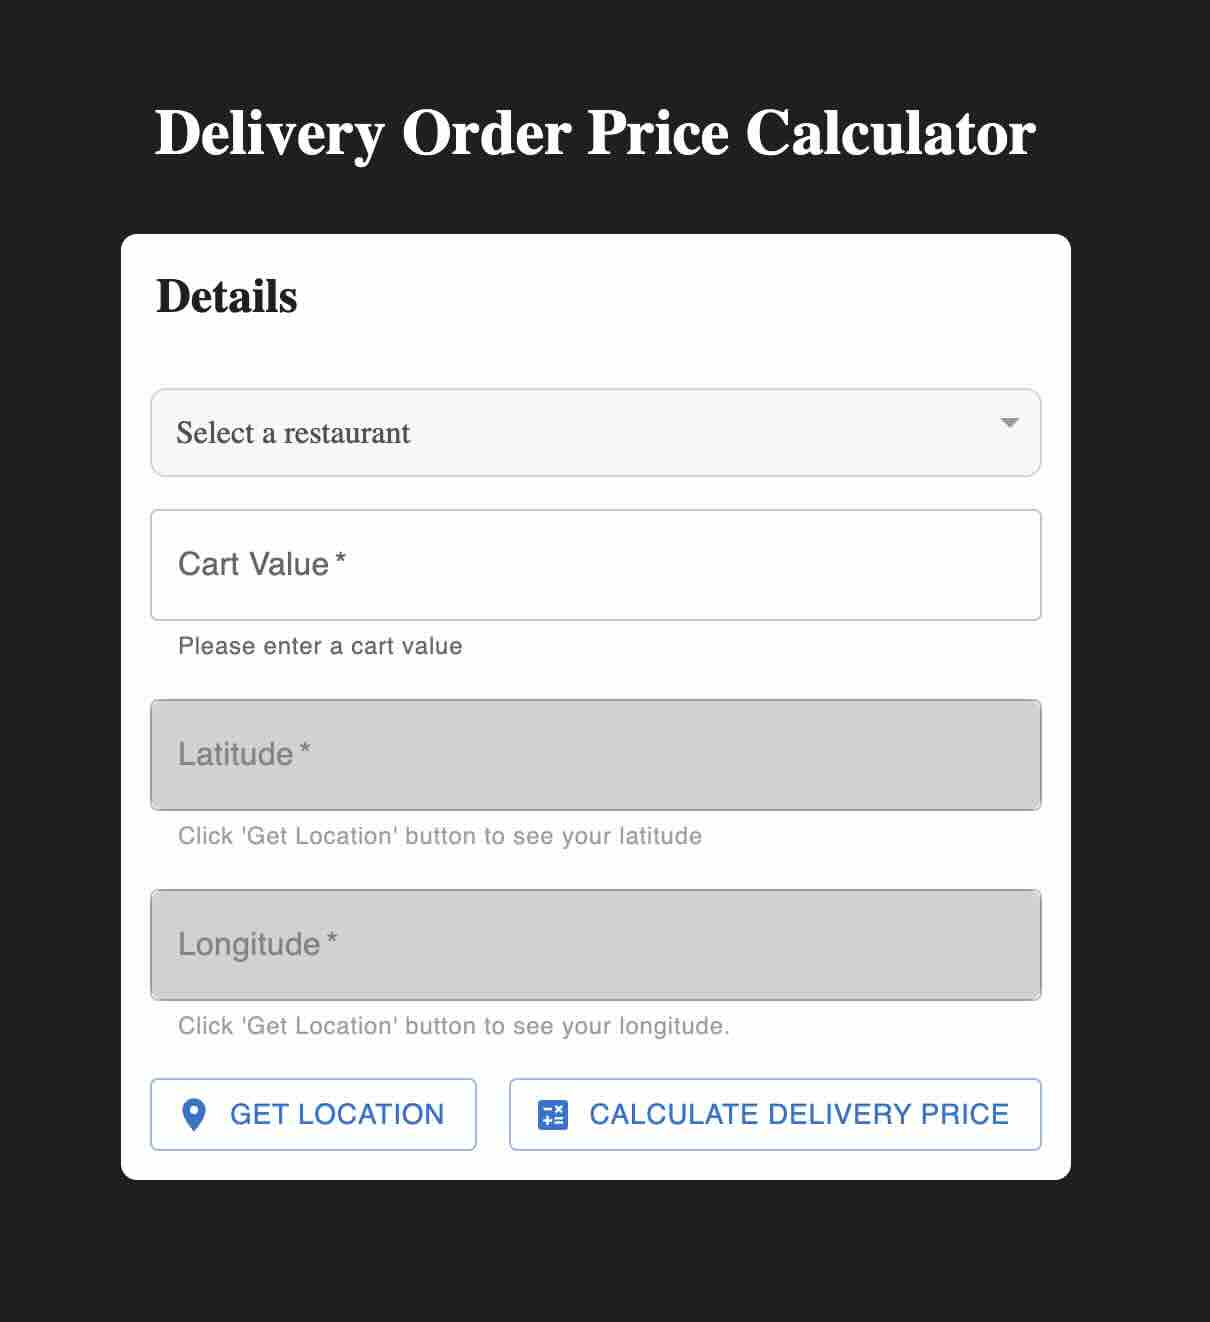 Delivery Order Price Calculator
Details
Select a restaurant
Cart Value *
Please enter a cart value
Latitude *
Click 'Get Location' button to see your latitude
Longitude *
Click 'Get Location' button to see your longitude.
GET LOCATION
CALCULATE DELIVERY PRICE